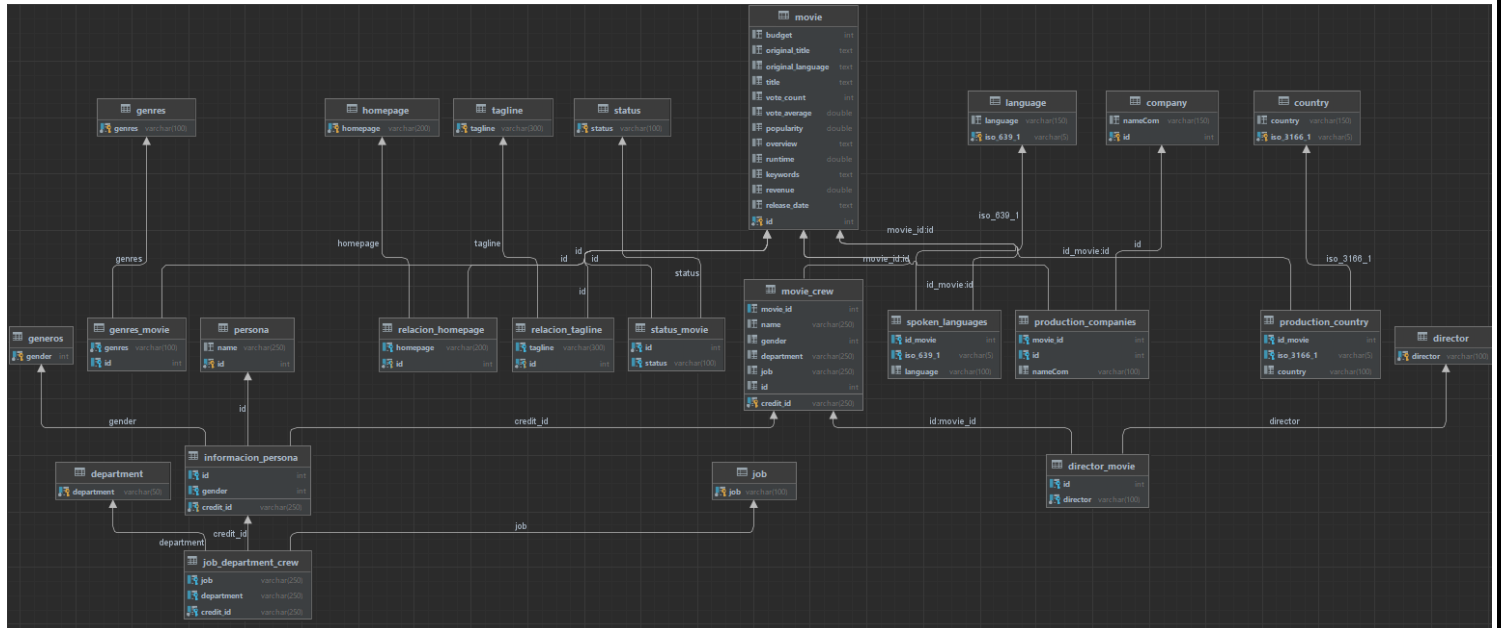 movie
budget int
original_title text
original_language text
title text
vote_count int
vote_average double
popularity double
overview text
runtime double
keywords text
revenue double
release_date text
id int
genres
genres varchar(100)
homepage
homepage varchar(200)
tagline
tagline varchar(300)
status
status varchar(100)
language
language varchar(150)
iso_639_1 varchar(5)
company
nameCom varchar(150)
id int
country
country varchar(150)
iso_3166_1 varchar(5)
iso_639_1
movie_id:id
homepage
tagline
id
id_movie:id
id
genres
id
id
movie_id:id
iso_3166_1
status
id
id_movie:id
generos
gender int
genres_movie
genres varchar(100)
id int
persona
name varchar(250)
id int
relacion_homepage
homepage varchar(200)
id int
relacion_tagline
tagline varchar(300)
id int
status_movie
id int
status varchar(100)
movie_crew
movie_id int
name varchar(250)
gender int
department varchar(250)
job varchar(250)
id int
credit_id varchar(250)
spoken_languages
id_movie int
iso_639_1 varchar(5)
language varchar(100)
production_companies
movie_id int
id int
nameCom varchar(100)
production_country
id_movie int
iso_3166_1 varchar(5)
country varchar(100)
director
director varchar(100)
id
gender
credit_id
id:movie_id
director
informacion_persona
id int
gender int
credit_id varchar(250)
department
department varchar(50)
job
job varchar(100)
director_movie
id int
director varchar(100)
job
credit_id
department
job_department_crew
job varchar(250)
department varchar(250)
credit_id varchar(250)